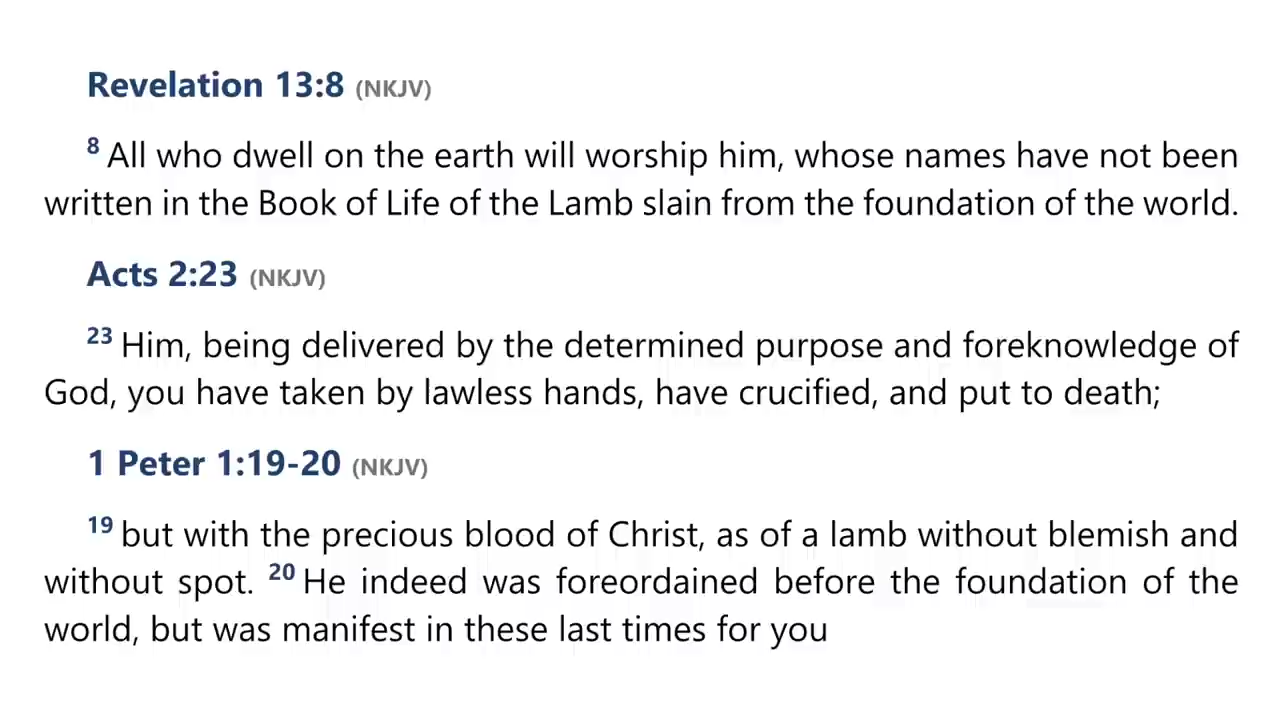 Revelation 13:8 (NKJV)
8 All who dwell on the earth will worship him, whose names have not been
written in the Book of Life of the Lamb slain from the foundation of the world.
Acts 2:23 (NKJV)
23 Him, being delivered by the determined purpose and foreknowledge of
God, you have taken by lawless hands, have crucified, and put to death;
1 Peter 1:19-20 (NKJV)
19 but with the precious blood of Christ, as of a lamb without blemish and
without spot. 20 He indeed was foreordained before the foundation of the
world, but was manifest in these last times for you